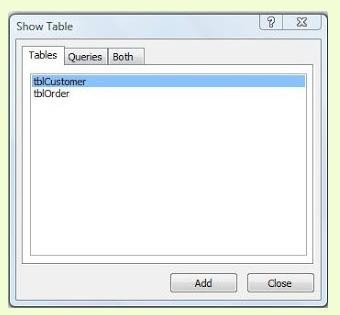 Show Table
Tables Queries Both
tblCustomer
tblOrder
Add Close